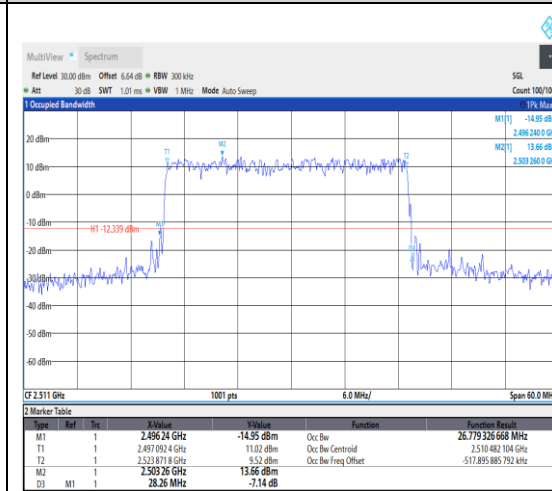 MultiView Spectrum
Ref Level 30.00 dBm Offset 6.64 dB RBW 300 kHz SGL
Att 30 dB SWT 1.01 ms VBW 1 MHz Mode Auto Sweep Count 100/10
1 Occupied Bandwidth 1Pk Max
M1[1] -14.95 dB
2.496 240 0 G
20 dBm M2[1] 13.66 dB
2.503 260 0 G
T1 M2 T2
10 dBm
0 dBm
-10 dBm
H1 -12.339 dBm
M1
-20 dBm
-30 dBm
-40 dBm
-50 dBm
-60 dBm
CF 2.511 GHz 1001 pts 6.0 MHz/ Span 60.0 MH
2 Marker Table
Type Ref Trc X-Value Y-Value Function Function Result
M1 1 2.496 24 GHz -14.95 dBm Occ Bw 26.779 326 668 MHz
T1 1 2.497 092 4 GHz 11.02 dBm Occ Bw Centroid 2.510 482 104 GHz
T2 1 2.523 871 8 GHz 9.52 dBm Occ Bw Freq Offset -517.895 885 792 kHz
M2 1 2.503 26 GHz 13.66 dBm
D3 M1 1 28.26 MHz -7.14 dB